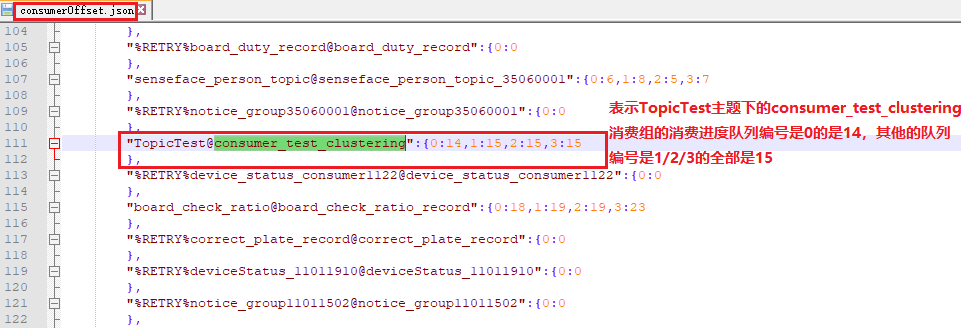 consumerOffset.json
104 },
105 "%RETRY%board_duty_record@board_duty_record":{0:0
106 },
107 "senseface_person_topic@senseface_person_topic_35060001":{0:6,1:8,2:5,3:7
108 },
109 "%RETRY%notice_group35060001@notice_group35060001":{0:0
110 },
111 "TopicTest@consumer_test_clustering":{0:14,1:15,2:15,3:15
112 },
113 "%RETRY%device_status_consumer1122@device_status_consumer1122":{0:0
114 },
115 "board_check_ratio@board_check_ratio_record":{0:18,1:19,2:19,3:23
116 },
117 "%RETRY%correct_plate_record@correct_plate_record":{0:0
118 },
119 "%RETRY%deviceStatus_11011910@deviceStatus_11011910":{0:0
120 },
121 "%RETRY%notice_group11011502@notice_group11011502":{0:0
122 },
表示TopicTest主题下的consumer_test_clustering
消费组的消费进度队列编号是0的是14，其他的队列
编号是1/2/3的全部是15